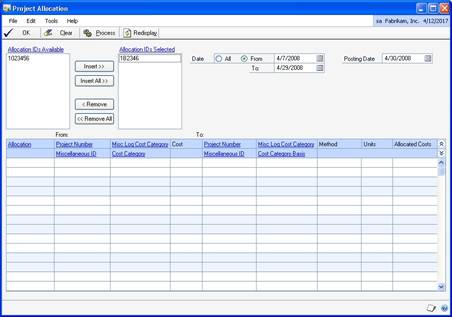 Project Allocation
File Edit Tools Help
sa Fabrikam, Inc. 4/12/2017
OK Clear Process Redisplay
Allocation IDs Available
1023456
Insert >>
Insert All >>
< Remove
<< Remove All
Allocation IDs Selected
182346
Date All From 4/7/2008
To: 4/29/2008
Posting Date 4/30/2008
From: To:
Allocation Project Number Misc Log Cost Category Cost Project Number Misc Log Cost Category Method Units Allocated Costs
Miscellaneous ID Cost Category Miscellaneous ID Cost Category Basis